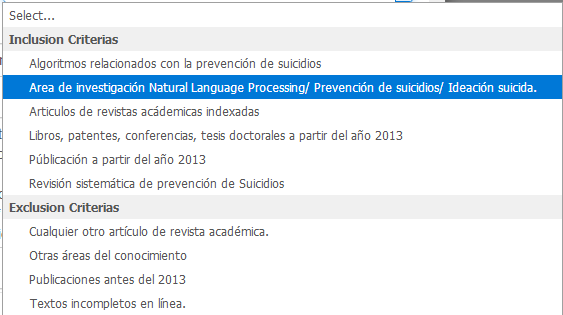 Select...
Inclusion Criterias
Algoritmos relacionados con la prevención de suicidios
Area de investigación Natural Language Processing/ Prevención de suicidios/ Ideación suicida.
Articulos de revistas acádemicas indexadas
Libros, patentes, conferencias, tesis doctorales a partir del año 2013
Públicación a partir del año 2013
Revisión sistemática de prevención de Suicidios
Exclusion Criterias
Cualquier otro artículo de revista académica.
Otras áreas del conocimiento
Publicaciones antes del 2013
Textos incompletos en línea.